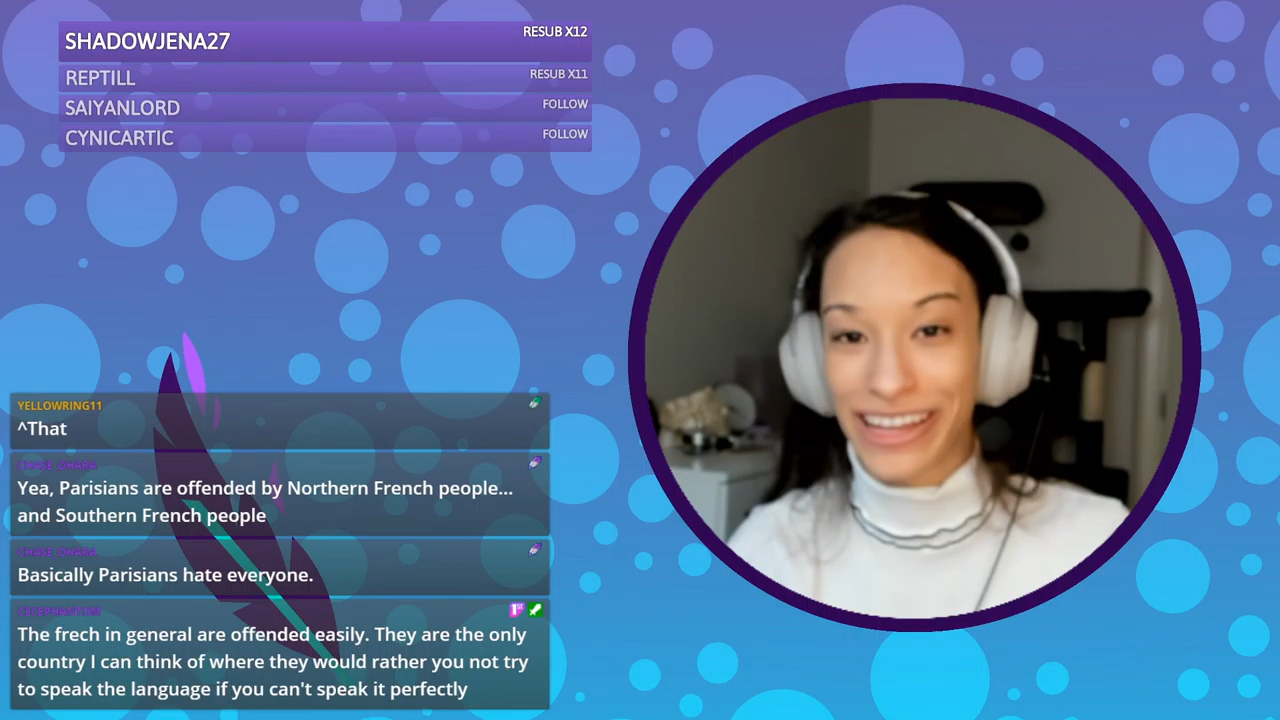 SHADOWJENA27
RESUB X12
REPTILL
RESUB X11
SAIYANLORD
FOLLOW
CYNICARTIC
FOLLOW
YELLOWRING11
^That
CHASE_OHARA
Yea, Parisians are offended by Northern French people...
and Southern French people
CHASE_OHARA
Basically Parisians hate everyone.
1st
The frech in general are offended easily. They are the only
country I can think of where they would rather you not try
to speak the language if you can't speak it perfectly